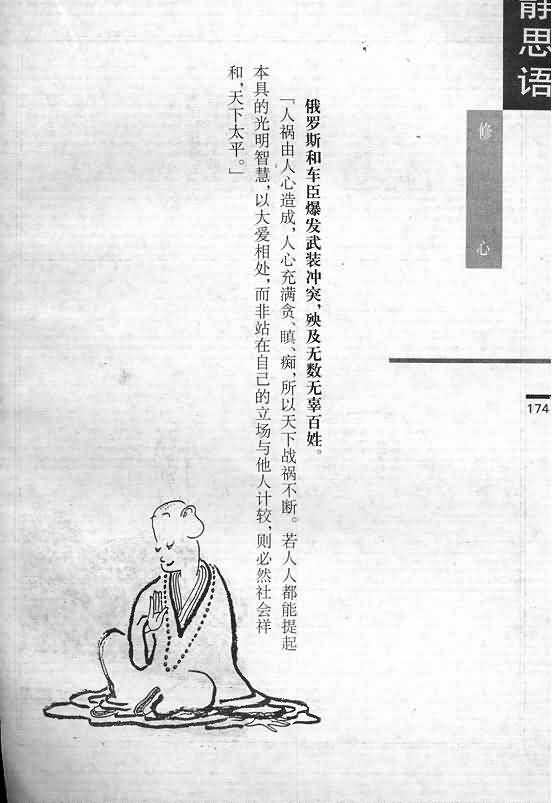 静思语
修心
174
俄罗斯和车臣爆发武装冲突，殃及无数无辜百姓。
「人祸由人心造成，人心充满贪、瞋、痴，所以天下战祸不断。若人人都能提起
本具的光明智慧，以大爱相处，而非站在自己的立场与他人计较，则必然社会祥
和，天下太平。」